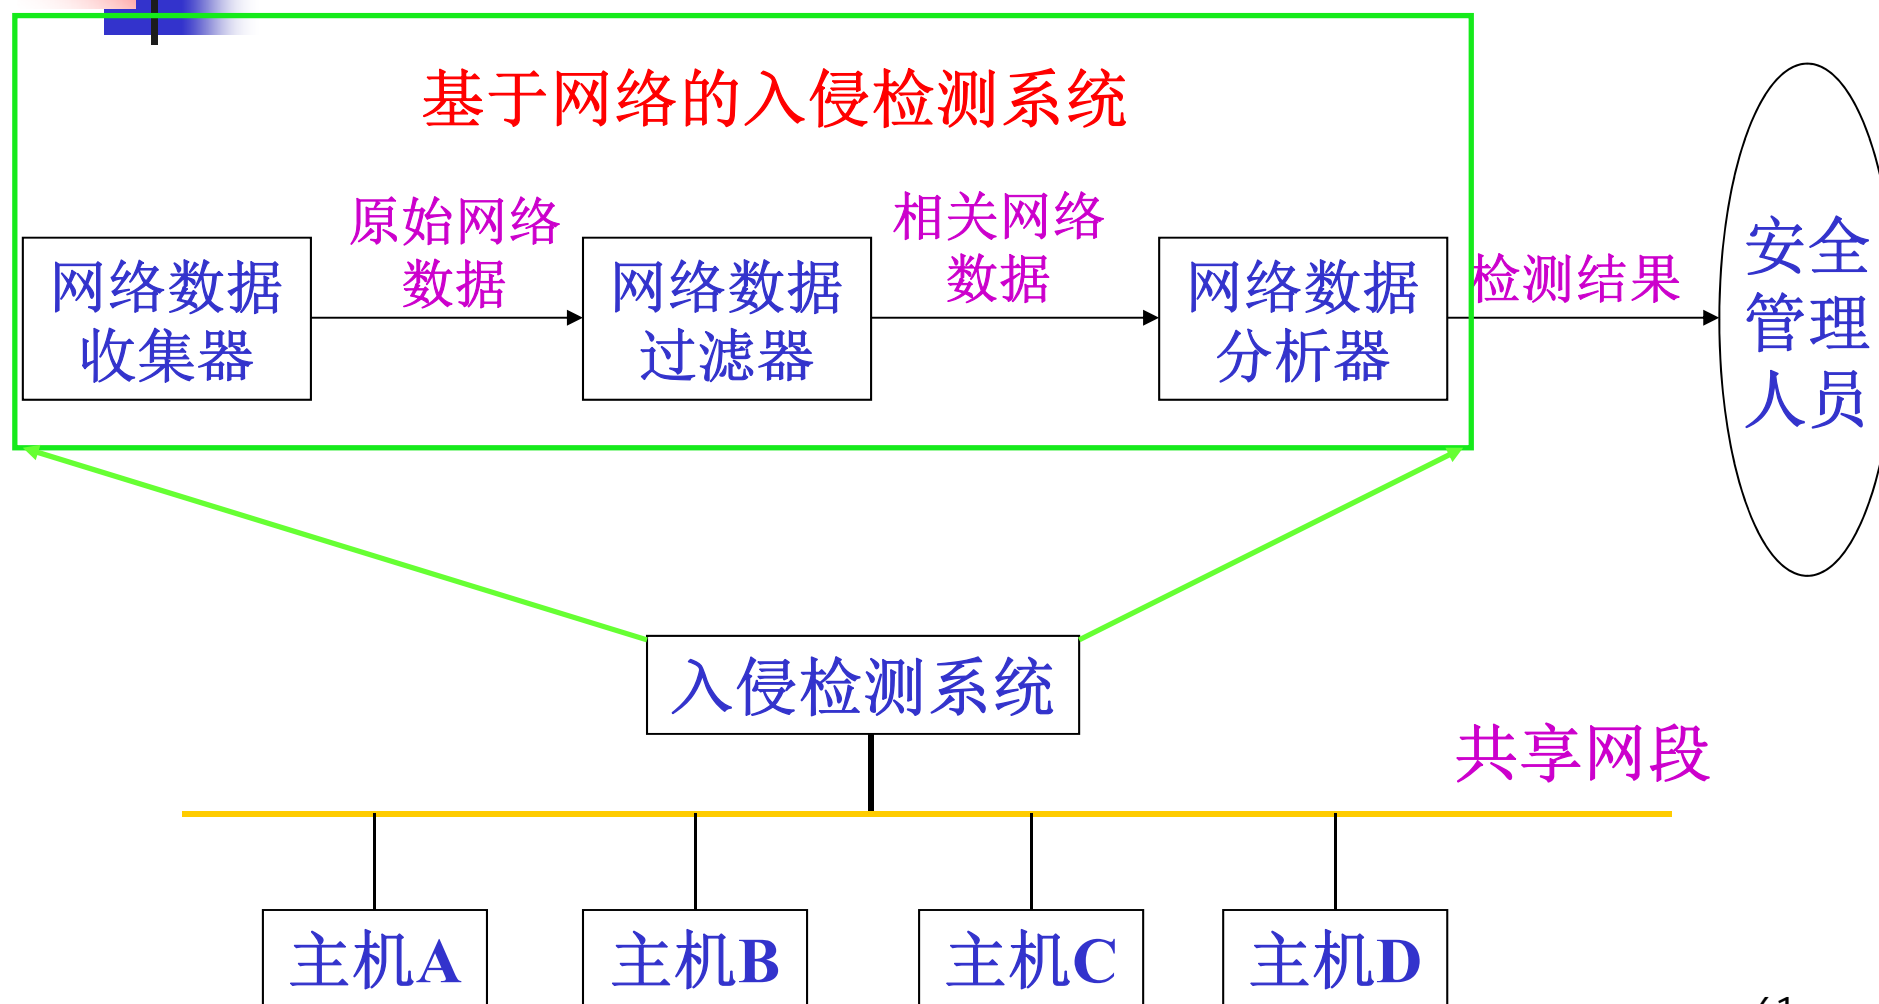 基于网络的入侵检测系统
原始网络
数据
相关网络
数据
检测结果
网络数据
收集器
网络数据
过滤器
网络数据
分析器
安全
管理
人员
入侵检测系统
共享网段
主机A
主机B
主机C
主机D